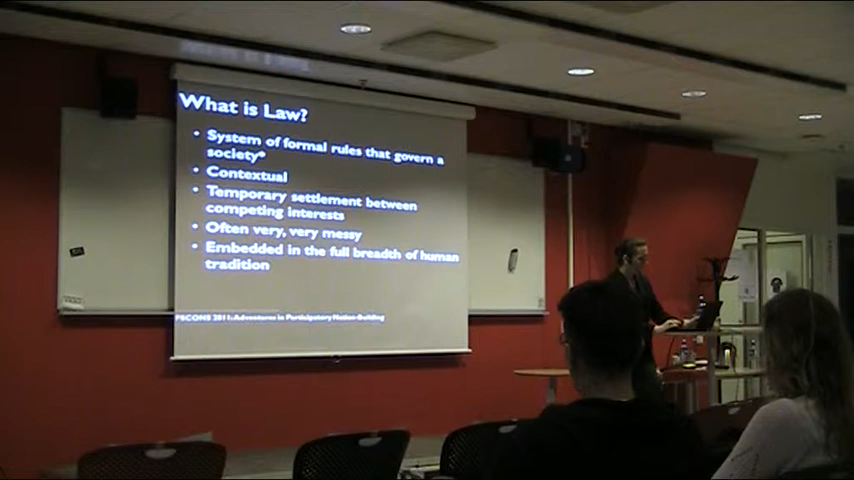 What is Law?
• System of formal rules that govern a
society*
• Contextual
• Temporary settlement between
competing interests
• Often very, very messy
• Embedded in the full breadth of human
tradition
FSCONS 2011: Adventures in Participatory Nation-Building